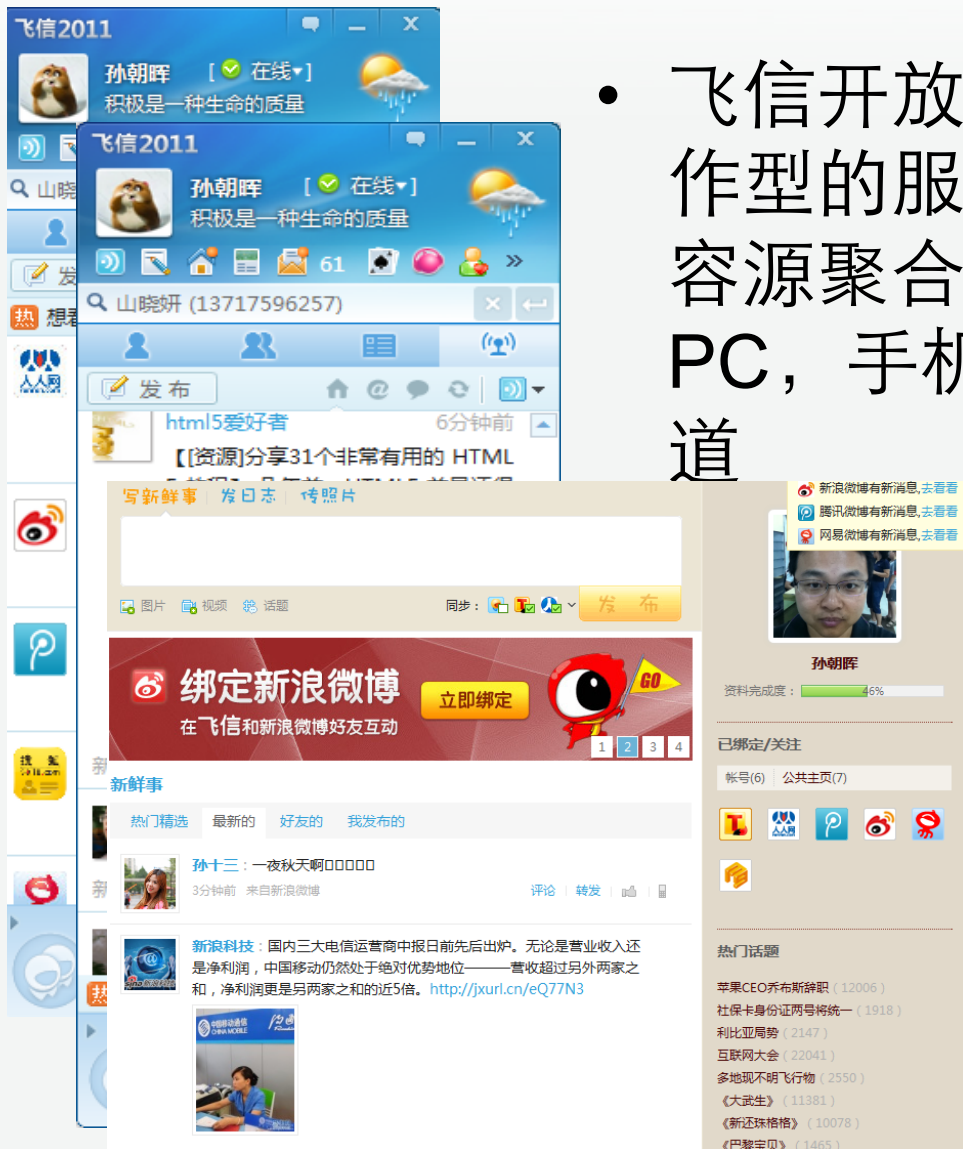 飞信2011
孙朝晖 [在线▾]
积极是一种生命的质量
山晓
发
热 想看
人人网
飞信2011
孙朝晖 [在线▾]
积极是一种生命的质量
61
»
山晓妍 (13717596257)
发布
html5爱好者 6分钟前
【[资源]分享31个非常有用的 HTML
• 飞信开放
作型的服
容源聚合
PC，手机
道
写新鲜事 发日志 传照片
图片 视频 话题 同步： 发 布
绑定新浪微博
在飞信和新浪微博好友互动
立即绑定
GO
1 2 3 4
新鲜事
热门精选 最新的 好友的 我发布的
孙十三：一夜秋天啊□□□□□
3分钟前 来自新浪微博 评论 转发
新浪科技：国内三大电信运营商中报日前先后出炉。无论是营业收入还
是净利润，中国移动仍然处于绝对优势地位———营收超过另外两家之
和，净利润更是另两家之和的近5倍。http://jxurl.cn/eQ77N3
中国移动通信
CHINA MOBILE
新浪微博有新消息,去看看
腾讯微博有新消息,去看看
网易微博有新消息,去看看
孙朝晖
资料完成度： 46%
已绑定/关注
帐号(6) 公共主页(7)
人人网
热门话题
苹果CEO乔布斯辞职（12006）
社保卡身份证两号将统一（1918）
利比亚局势（2147）
互联网大会（22041）
多地现不明飞行物（2550）
《大武生》（11381）
《新还珠格格》（10078）
《巴黎宝贝》（1465）
搜狐
热